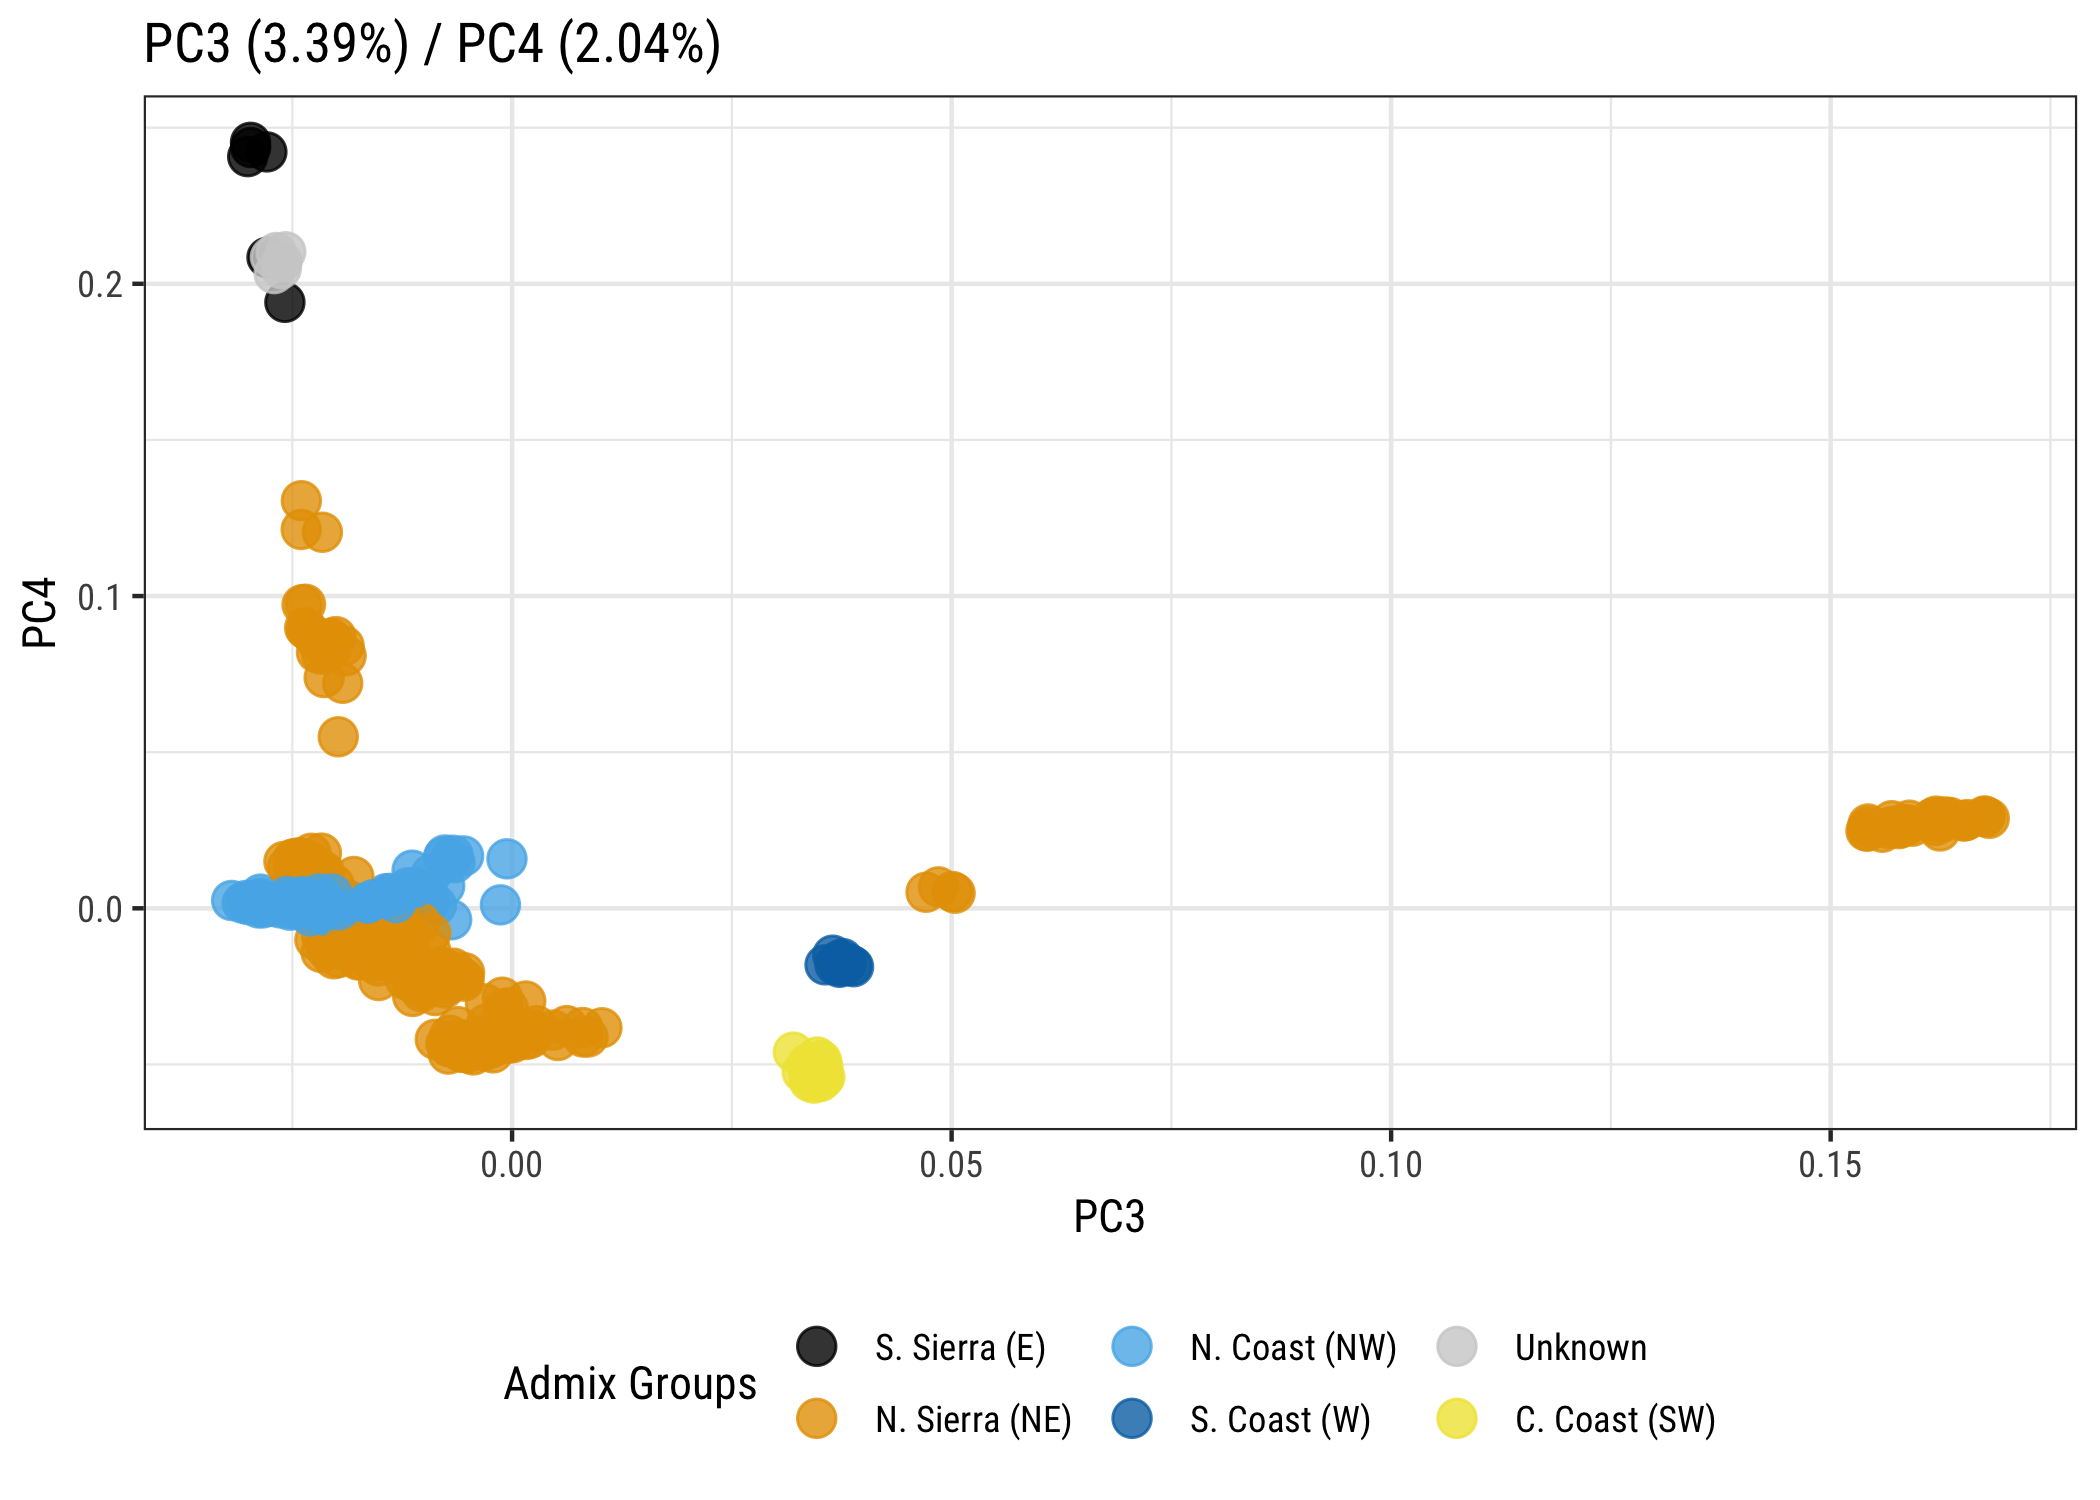 PC3 (3.39%) / PC4 (2.04%)
PC4
0.2
0.1
0.0
0.00 0.05 0.10 0.15
PC3
Admix Groups
S. Sierra (E) N. Coast (NW) Unknown
N. Sierra (NE) S. Coast (W) C. Coast (SW)